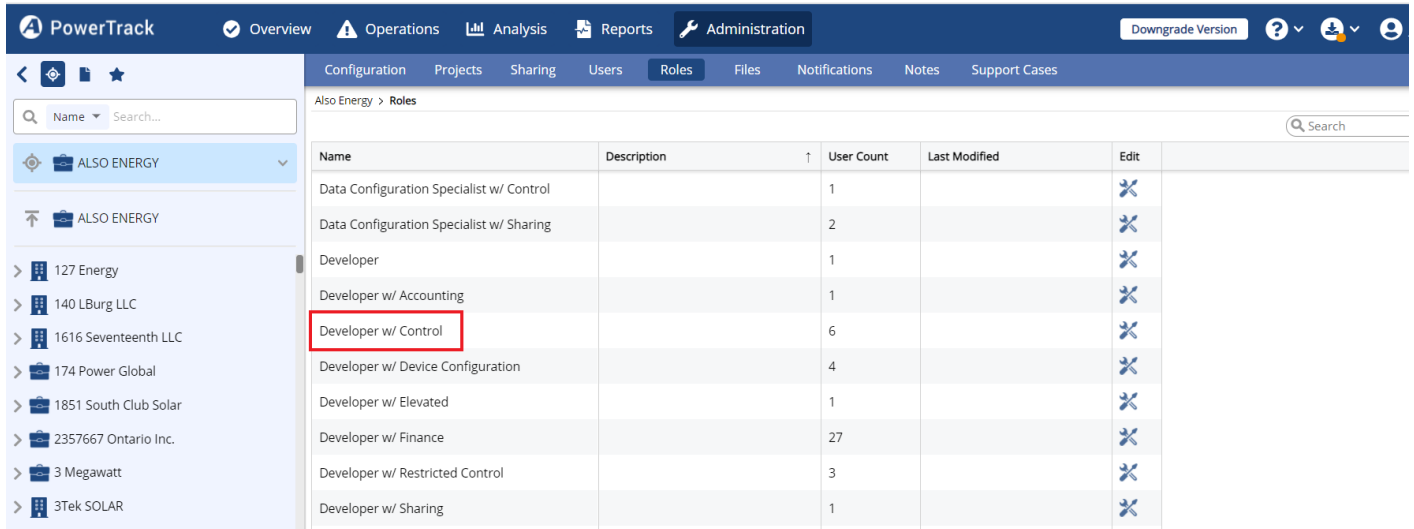 PowerTrack Overview Operations Analysis Reports Administration Downgrade Version ?
Configuration Projects Sharing Users Roles Files Notifications Notes Support Cases
Also Energy > Roles
Name Search...
Search
ALSO ENERGY
ALSO ENERGY
127 Energy
140 LBurg LLC
1616 Seventeenth LLC
174 Power Global
1851 South Club Solar
2357667 Ontario Inc.
3 Megawatt
3Tek SOLAR
Name Description ↑ User Count Last Modified Edit
Data Configuration Specialist w/ Control 1
Data Configuration Specialist w/ Sharing 2
Developer 1
Developer w/ Accounting 1
Developer w/ Control 6
Developer w/ Device Configuration 4
Developer w/ Elevated 1
Developer w/ Finance 27
Developer w/ Restricted Control 3
Developer w/ Sharing 1